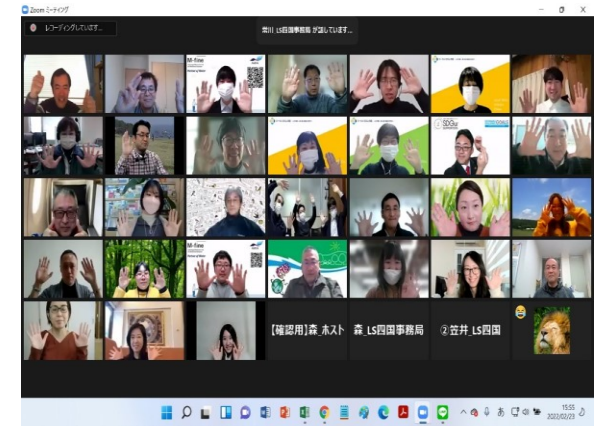 Zoom ミーティング
レコーディングしています...
LS四国事務局 が話しています...
M-fine
SDGs
M-fine
【確認用】森_ホスト
森_LS四国事務局
②笠井_LS四国
あ
15:55
2022/02/23